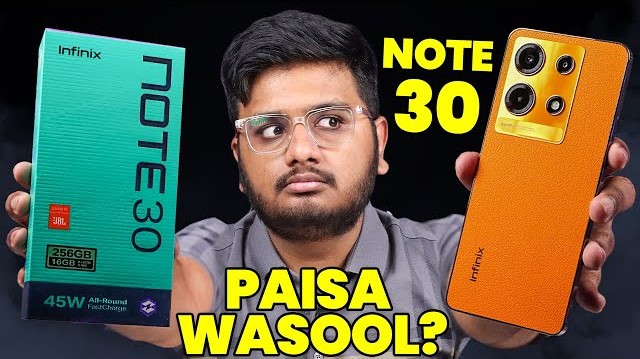 Infinix
NOTE 30
JBL
256GB
16GB
45W All-Round
FastCharge
NOTE
30
Infinix
PAISA
WASOOL?